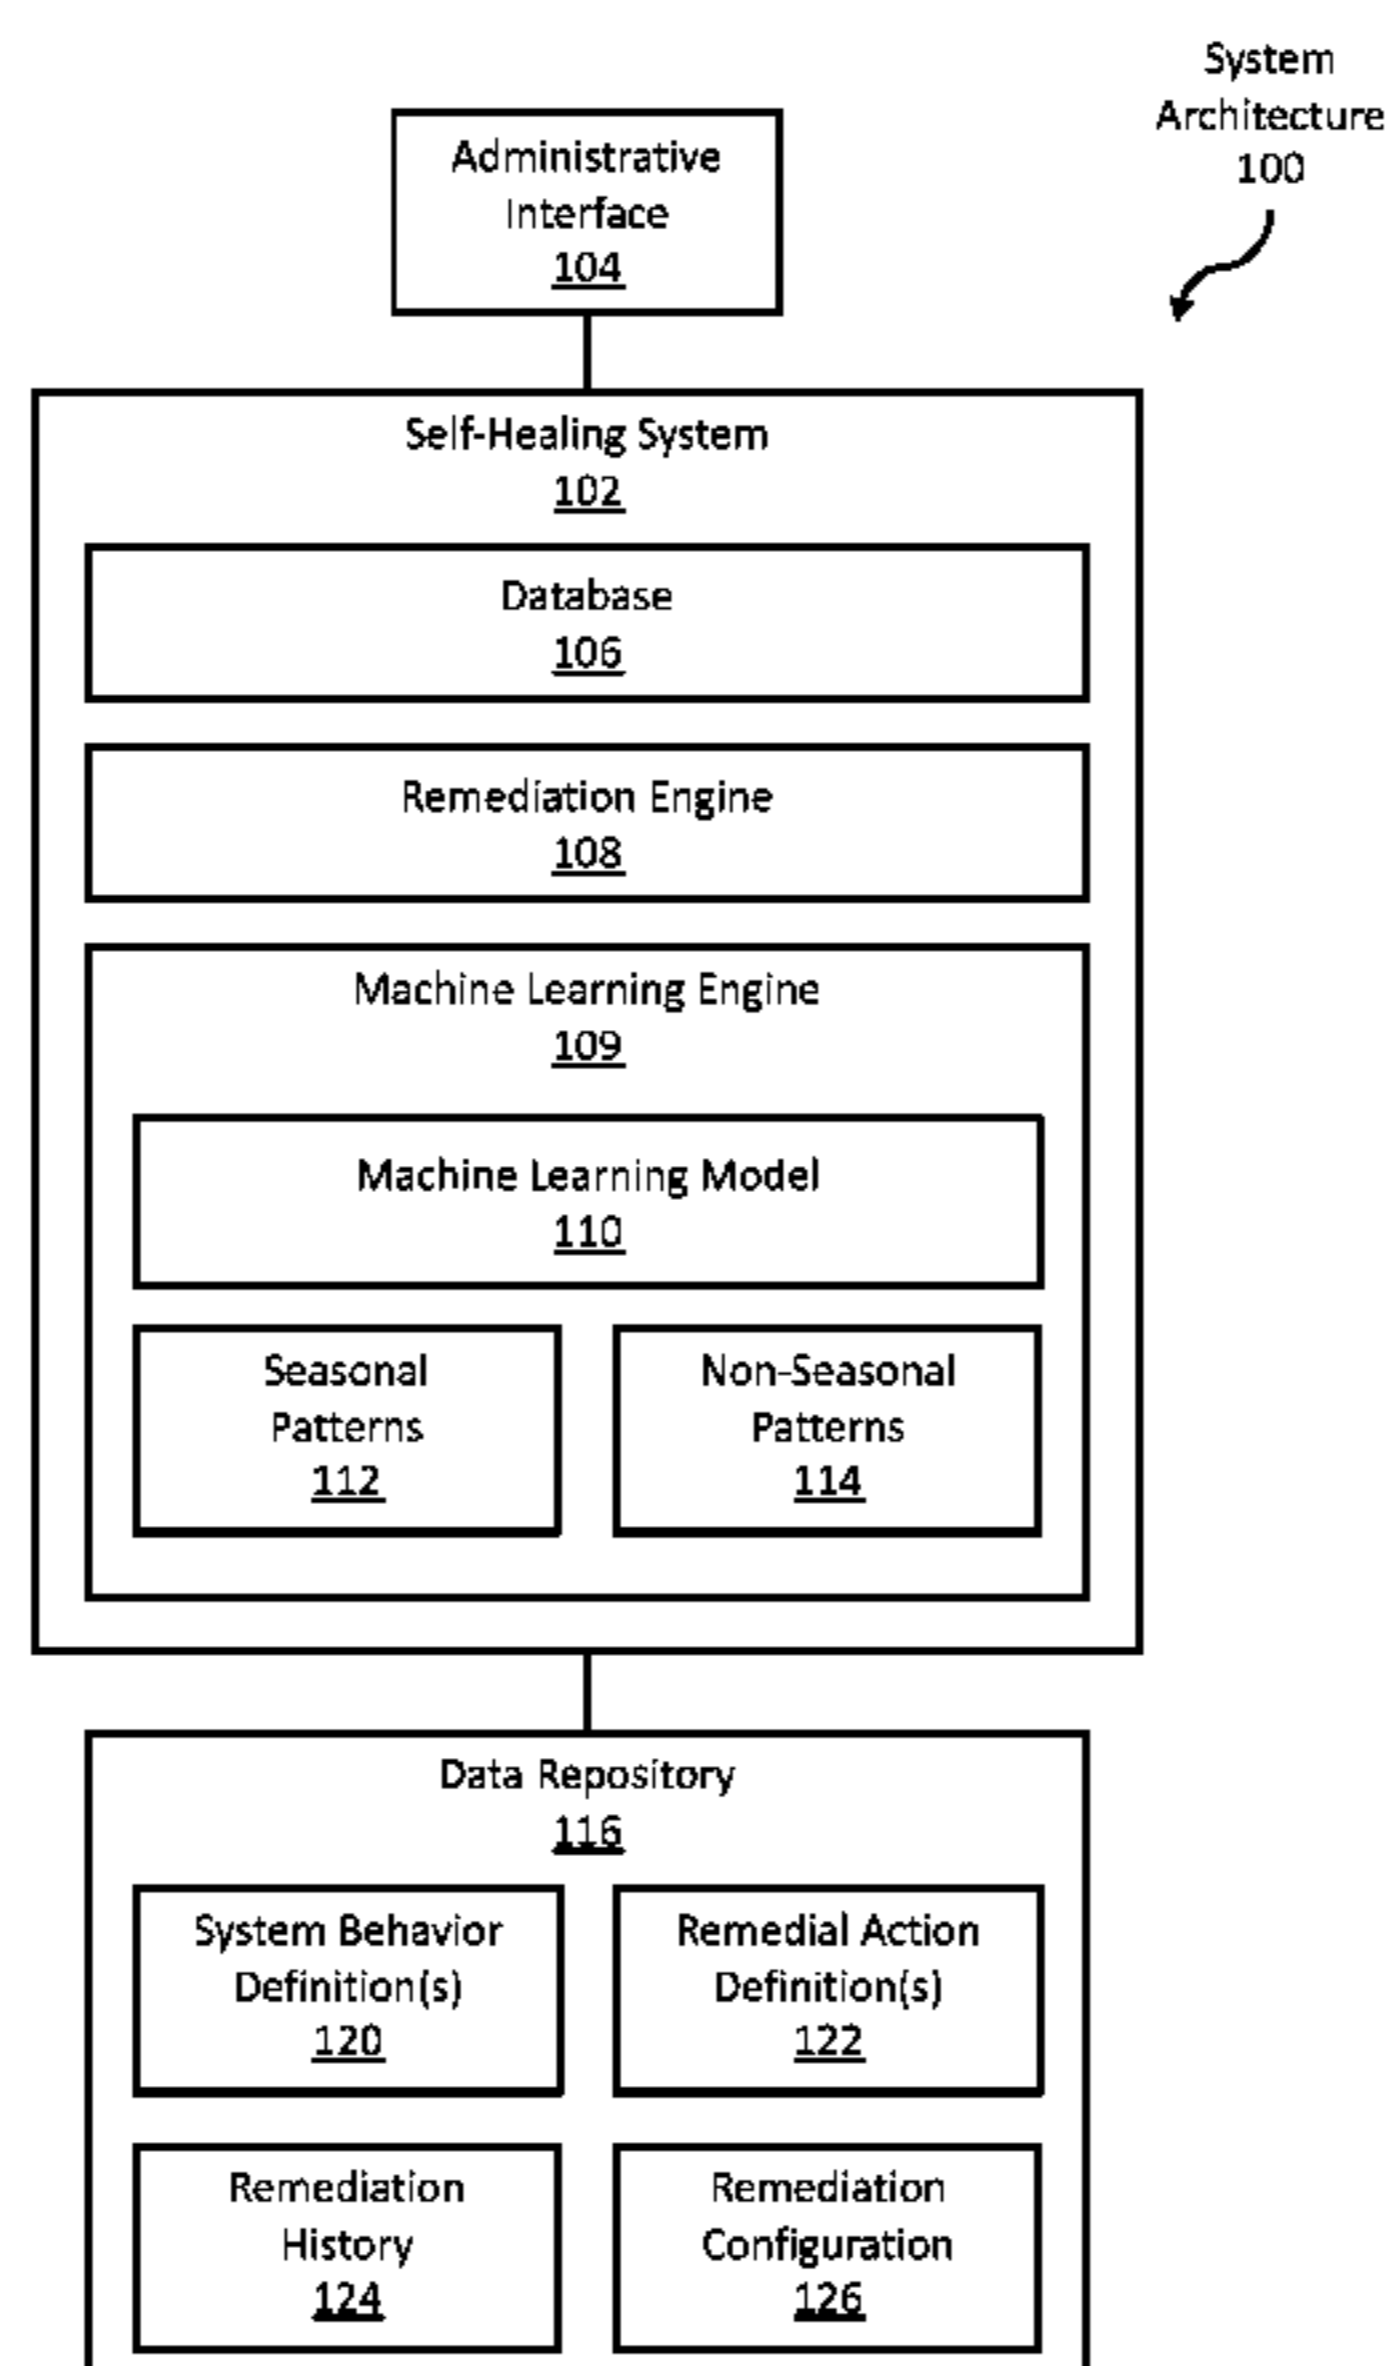 System
Architecture
100
Administrative
Interface
104
Self-Healing System
102
Database
106
Remediation Engine
108
Machine Learning Engine
109
Machine Learning Model
110
Seasonal
Patterns
112
Non-Seasonal
Patterns
114
Data Repository
116
System Behavior
Definition(s)
120
Remedial Action
Definition(s)
122
Remediation
History
124
Remediation
Configuration
126